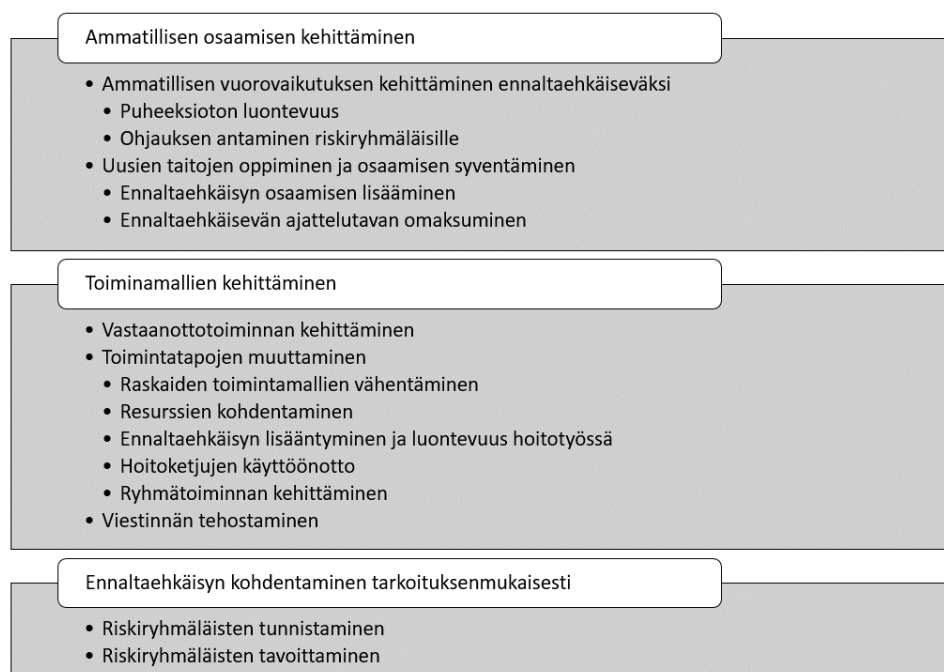 Ammatillisen osaamisen kehittäminen
• Ammatillisen vuorovaikutuksen kehittäminen ennaltaehkäiseväksi
• Puheeksioton luontevuus
• Ohjauksen antaminen riskiryhmäläisille
• Uusien taitojen oppiminen ja osaamisen syventäminen
• Ennaltaehkäisyn osaamisen lisääminen
• Ennaltaehkäisevän ajattelutavan omaksuminen
Toiminamallien kehittäminen
• Vastaanottotoiminnan kehittäminen
• Toimintatapojen muuttaminen
• Raskaiden toimintamallien vähentäminen
• Resurssien kohdentaminen
• Ennaltaehkäisyn lisääntyminen ja luontevuus hoitotyössä
• Hoitoketjujen käyttöönotto
• Ryhmätoiminnan kehittäminen
• Viestinnän tehostaminen
Ennaltaehkäisyn kohdentaminen tarkoituksenmukaisesti
• Riskiryhmäläisten tunnistaminen
• Riskiryhmäläisten tavoittaminen